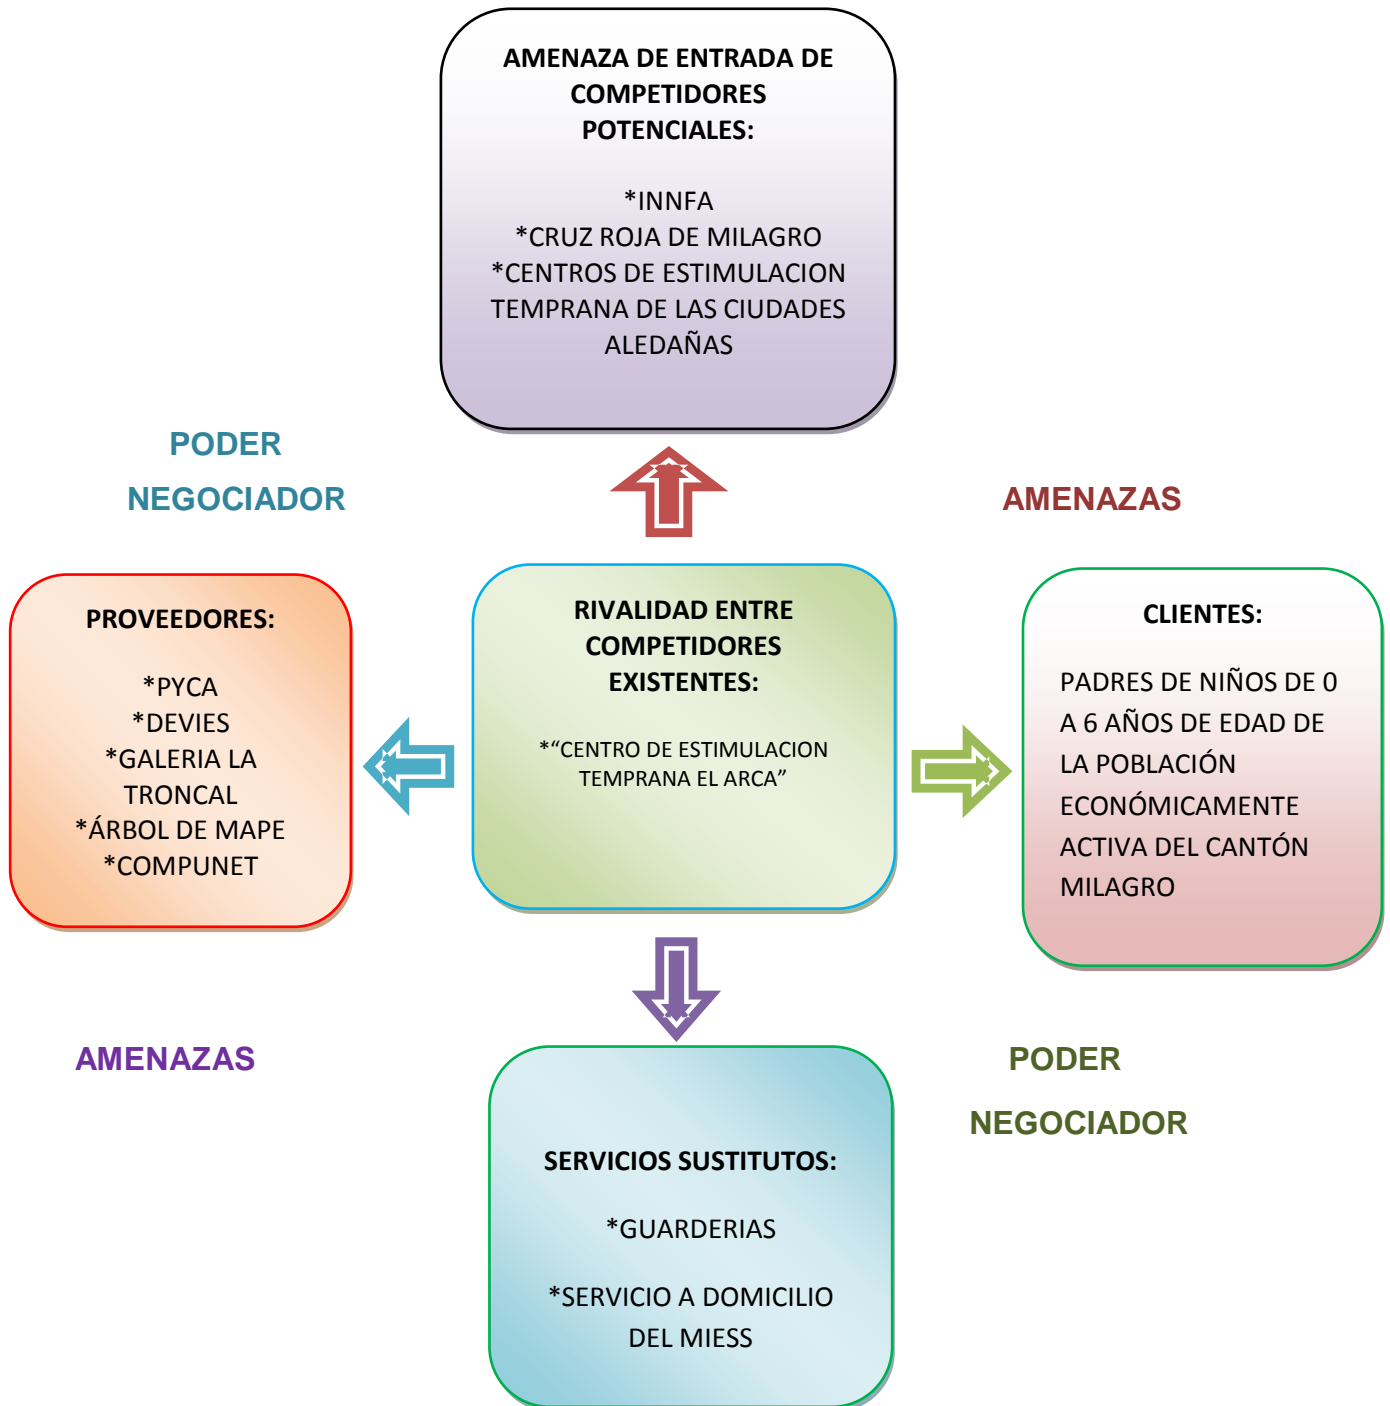 AMENAZA DE ENTRADA DE
COMPETIDORES
POTENCIALES:
*INNFA
*CRUZ ROJA DE MILAGRO
*CENTROS DE ESTIMULACION
TEMPRANA DE LAS CIUDADES
ALEDAÑAS
PODER
NEGOCIADOR
AMENAZAS
PROVEEDORES:
*PYCA
*DEVIES
*GALERIA LA
TRONCAL
*ÁRBOL DE MAPE
*COMPUNET
RIVALIDAD ENTRE
COMPETIDORES
EXISTENTES:
*“CENTRO DE ESTIMULACION
TEMPRANA EL ARCA”
CLIENTES:
PADRES DE NIÑOS DE 0
A 6 AÑOS DE EDAD DE
LA POBLACIÓN
ECONÓMICAMENTE
ACTIVA DEL CANTÓN
MILAGRO
AMENAZAS
PODER
NEGOCIADOR
SERVICIOS SUSTITUTOS:
*GUARDERIAS
*SERVICIO A DOMICILIO
DEL MIESS